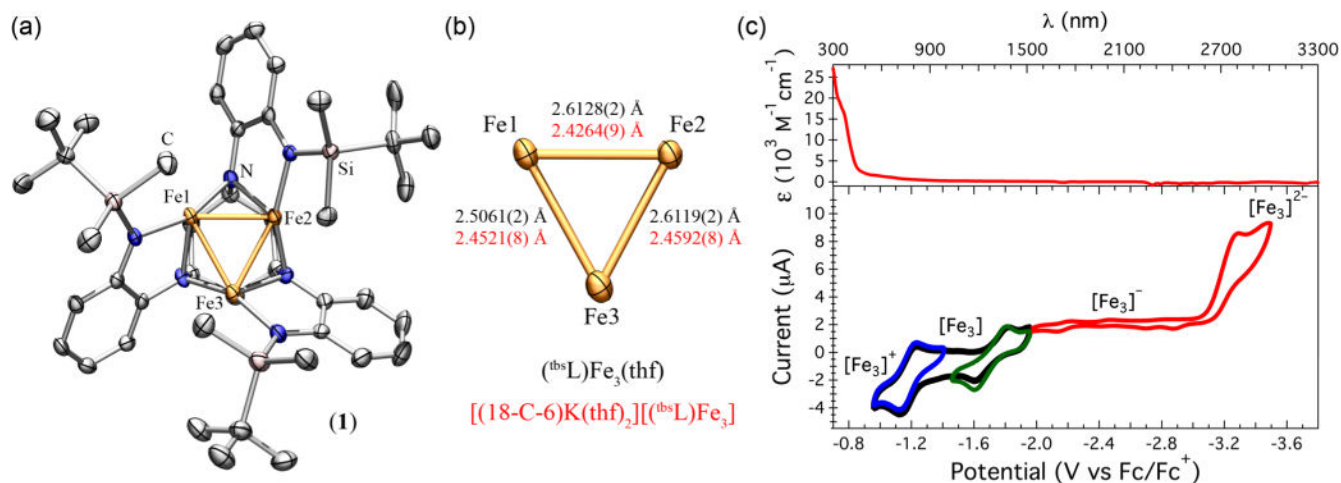 (a)
C
N
Si
Fe1
Fe2
Fe3
(1)
(b)
2.6128(2) Å
Fe1 Fe2
2.4264(9) Å
2.5061(2) Å 2.6119(2) Å
2.4521(8) Å 2.4592(8) Å
Fe3
(ᵗᵇˢL)Fe₃(thf)
[(18-C-6)K(thf)₂][(ᵗᵇˢL)Fe₃]
(c)
λ (nm)
300 900 1500 2100 2700 3300
ε (10³ M⁻¹ cm⁻¹)
25
20
15
10
5
0
Current (μA)
10
8
6
4
2
0
-2
-4
[Fe₃]²⁻
[Fe₃]⁻
[Fe₃]
[Fe₃]⁺
-0.8 -1.2 -1.6 -2.0 -2.4 -2.8 -3.2 -3.6
Potential (V vs Fc/Fc⁺)